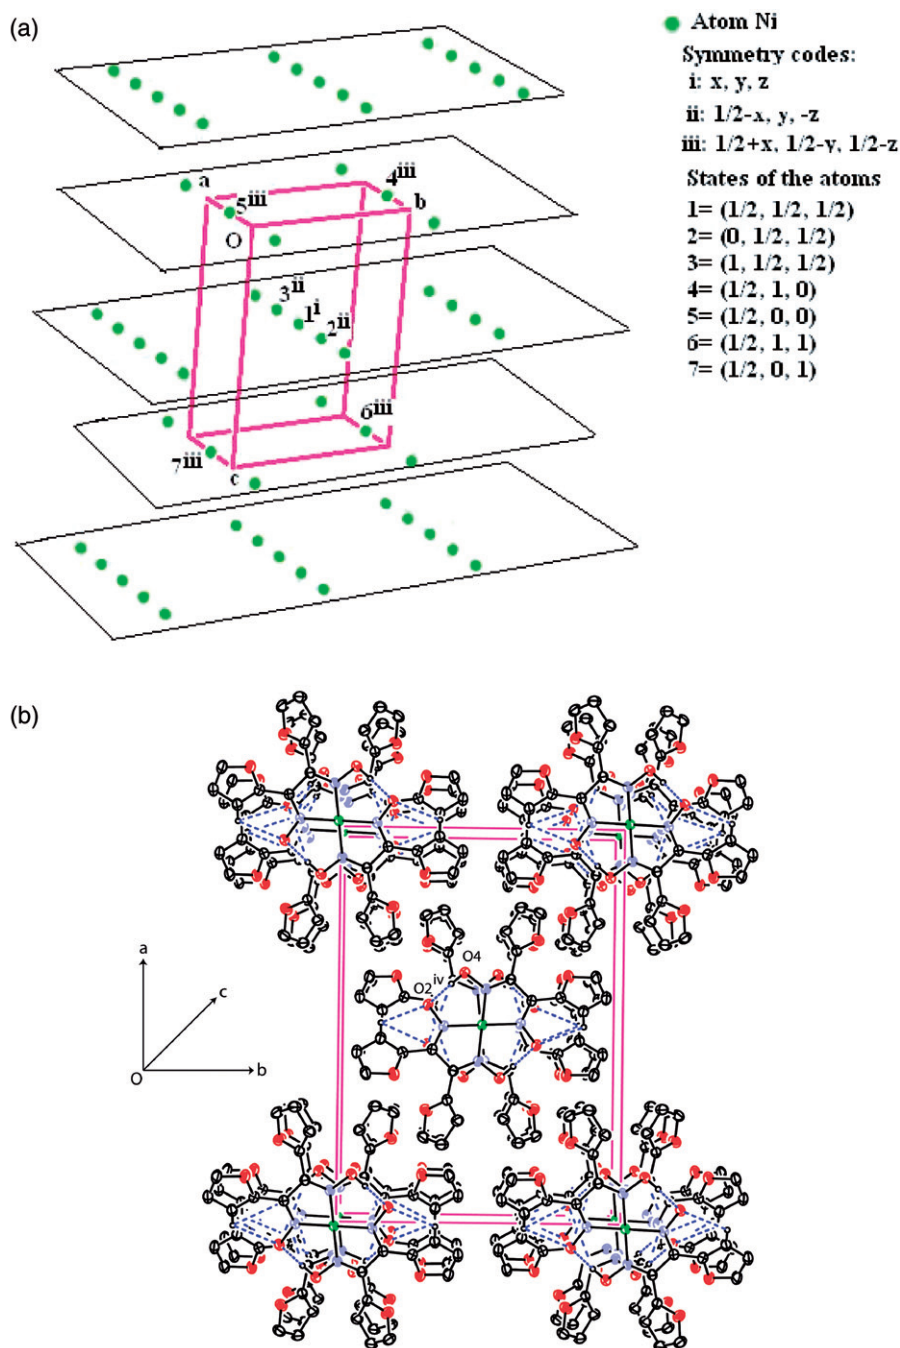 (a)
Atom Ni
Symmetry codes:
i: x, y, z
ii: 1/2-x, y, -z
iii: 1/2+x, 1/2-y, 1/2-z
States of the atoms
1= (1/2, 1/2, 1/2)
2= (0, 1/2, 1/2)
3= (1, 1/2, 1/2)
4= (1/2, 1, 0)
5= (1/2, 0, 0)
6= (1/2, 1, 1)
7= (1/2, 0, 1)
a
4iii
5iii
b
O
3ii
1i
2ii
6iii
7iii
c
(b)
O4
O2iv
a
c
O
b